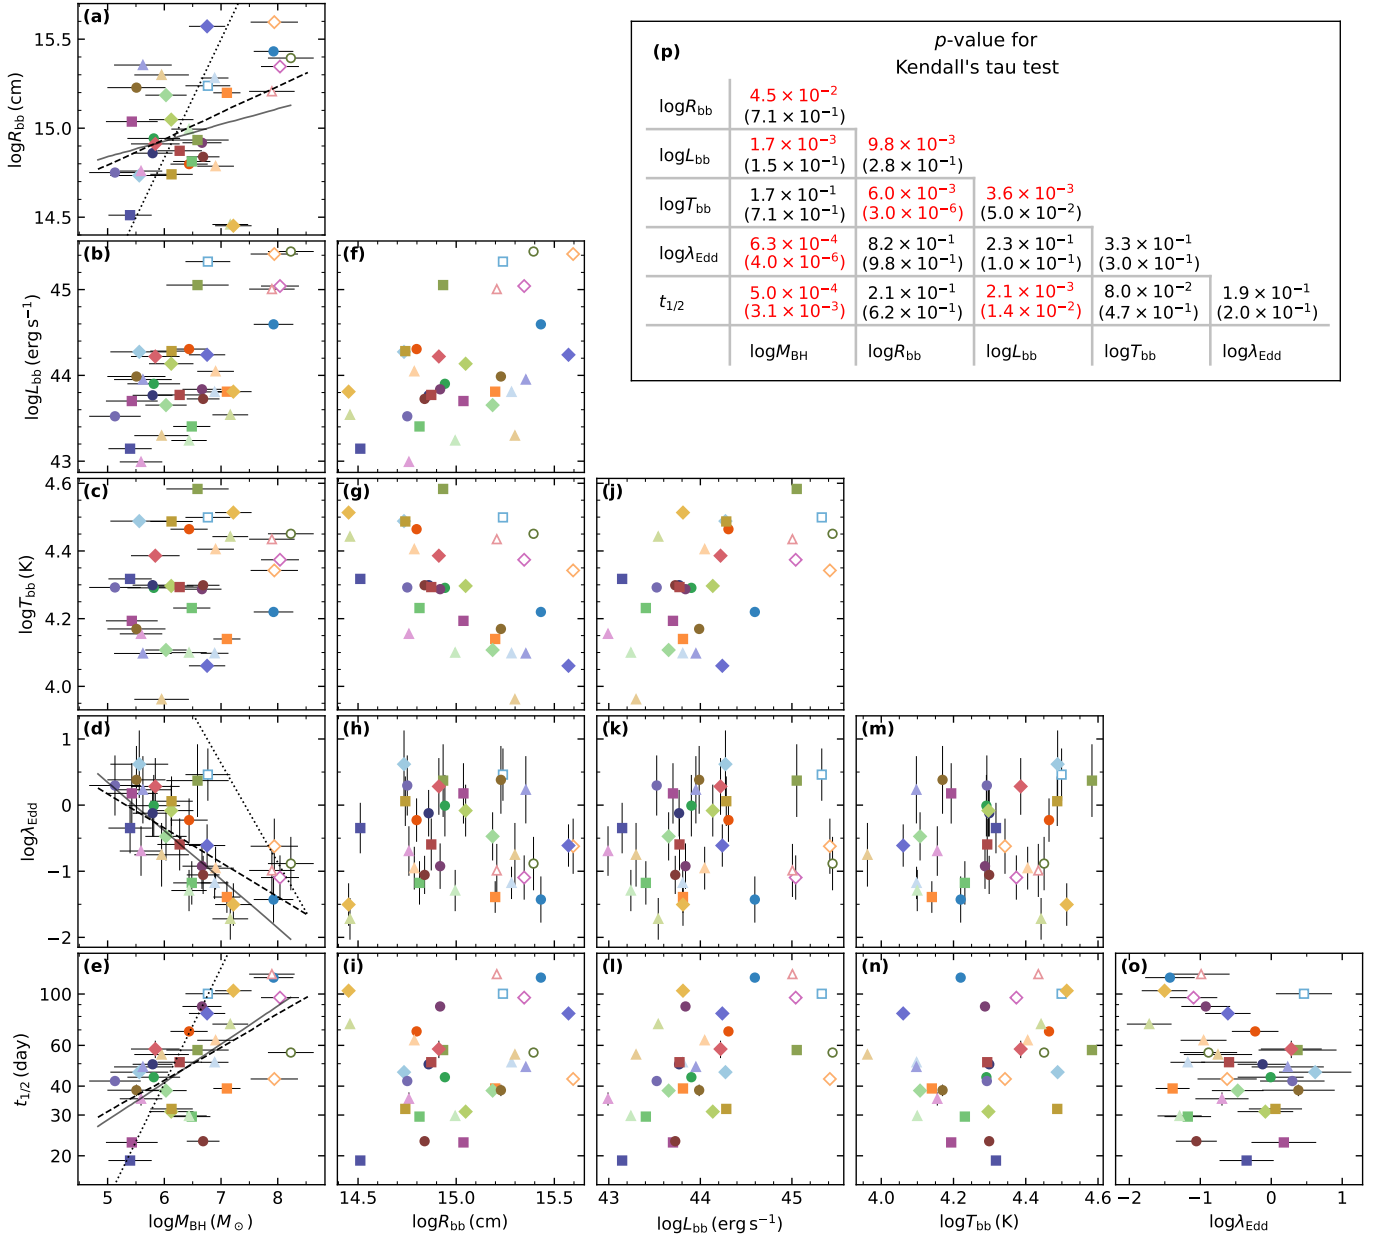 (a)
15.5
15.0
14.5
logR_bb (cm)
(p)
p-value for
Kendall's tau test
logR_bb
4.5 × 10⁻²
(7.1 × 10⁻¹)
logL_bb
1.7 × 10⁻³ 9.8 × 10⁻³
(1.5 × 10⁻¹) (2.8 × 10⁻¹)
logT_bb
1.7 × 10⁻¹ 6.0 × 10⁻³ 3.6 × 10⁻³
(7.1 × 10⁻¹) (3.0 × 10⁻⁶) (5.0 × 10⁻²)
logλ_Edd
6.3 × 10⁻⁴ 8.2 × 10⁻¹ 2.3 × 10⁻¹ 3.3 × 10⁻¹
(4.0 × 10⁻⁶) (9.8 × 10⁻¹) (1.0 × 10⁻¹) (3.0 × 10⁻¹)
t_1/2
5.0 × 10⁻⁴ 2.1 × 10⁻¹ 2.1 × 10⁻³ 8.0 × 10⁻² 1.9 × 10⁻¹
(3.1 × 10⁻³) (6.2 × 10⁻¹) (1.4 × 10⁻²) (4.7 × 10⁻¹) (2.0 × 10⁻¹)
logM_BH logR_bb logL_bb logT_bb logλ_Edd
(b) (f)
45
44
43
logL_bb (erg s⁻¹)
(c) (g) (j)
4.6
4.4
4.2
4.0
logT_bb (K)
(d) (h) (k) (m)
1
0
−1
−2
logλ_Edd
(e) (i) (l) (n) (o)
100
60
40
30
20
t_1/2 (day)
5 6 7 8
14.5 15.0 15.5
43 44 45
4.0 4.2 4.4 4.6
−2 −1 0 1
logM_BH (M_⊙)
logR_bb (cm)
logL_bb (erg s⁻¹)
logT_bb (K)
logλ_Edd